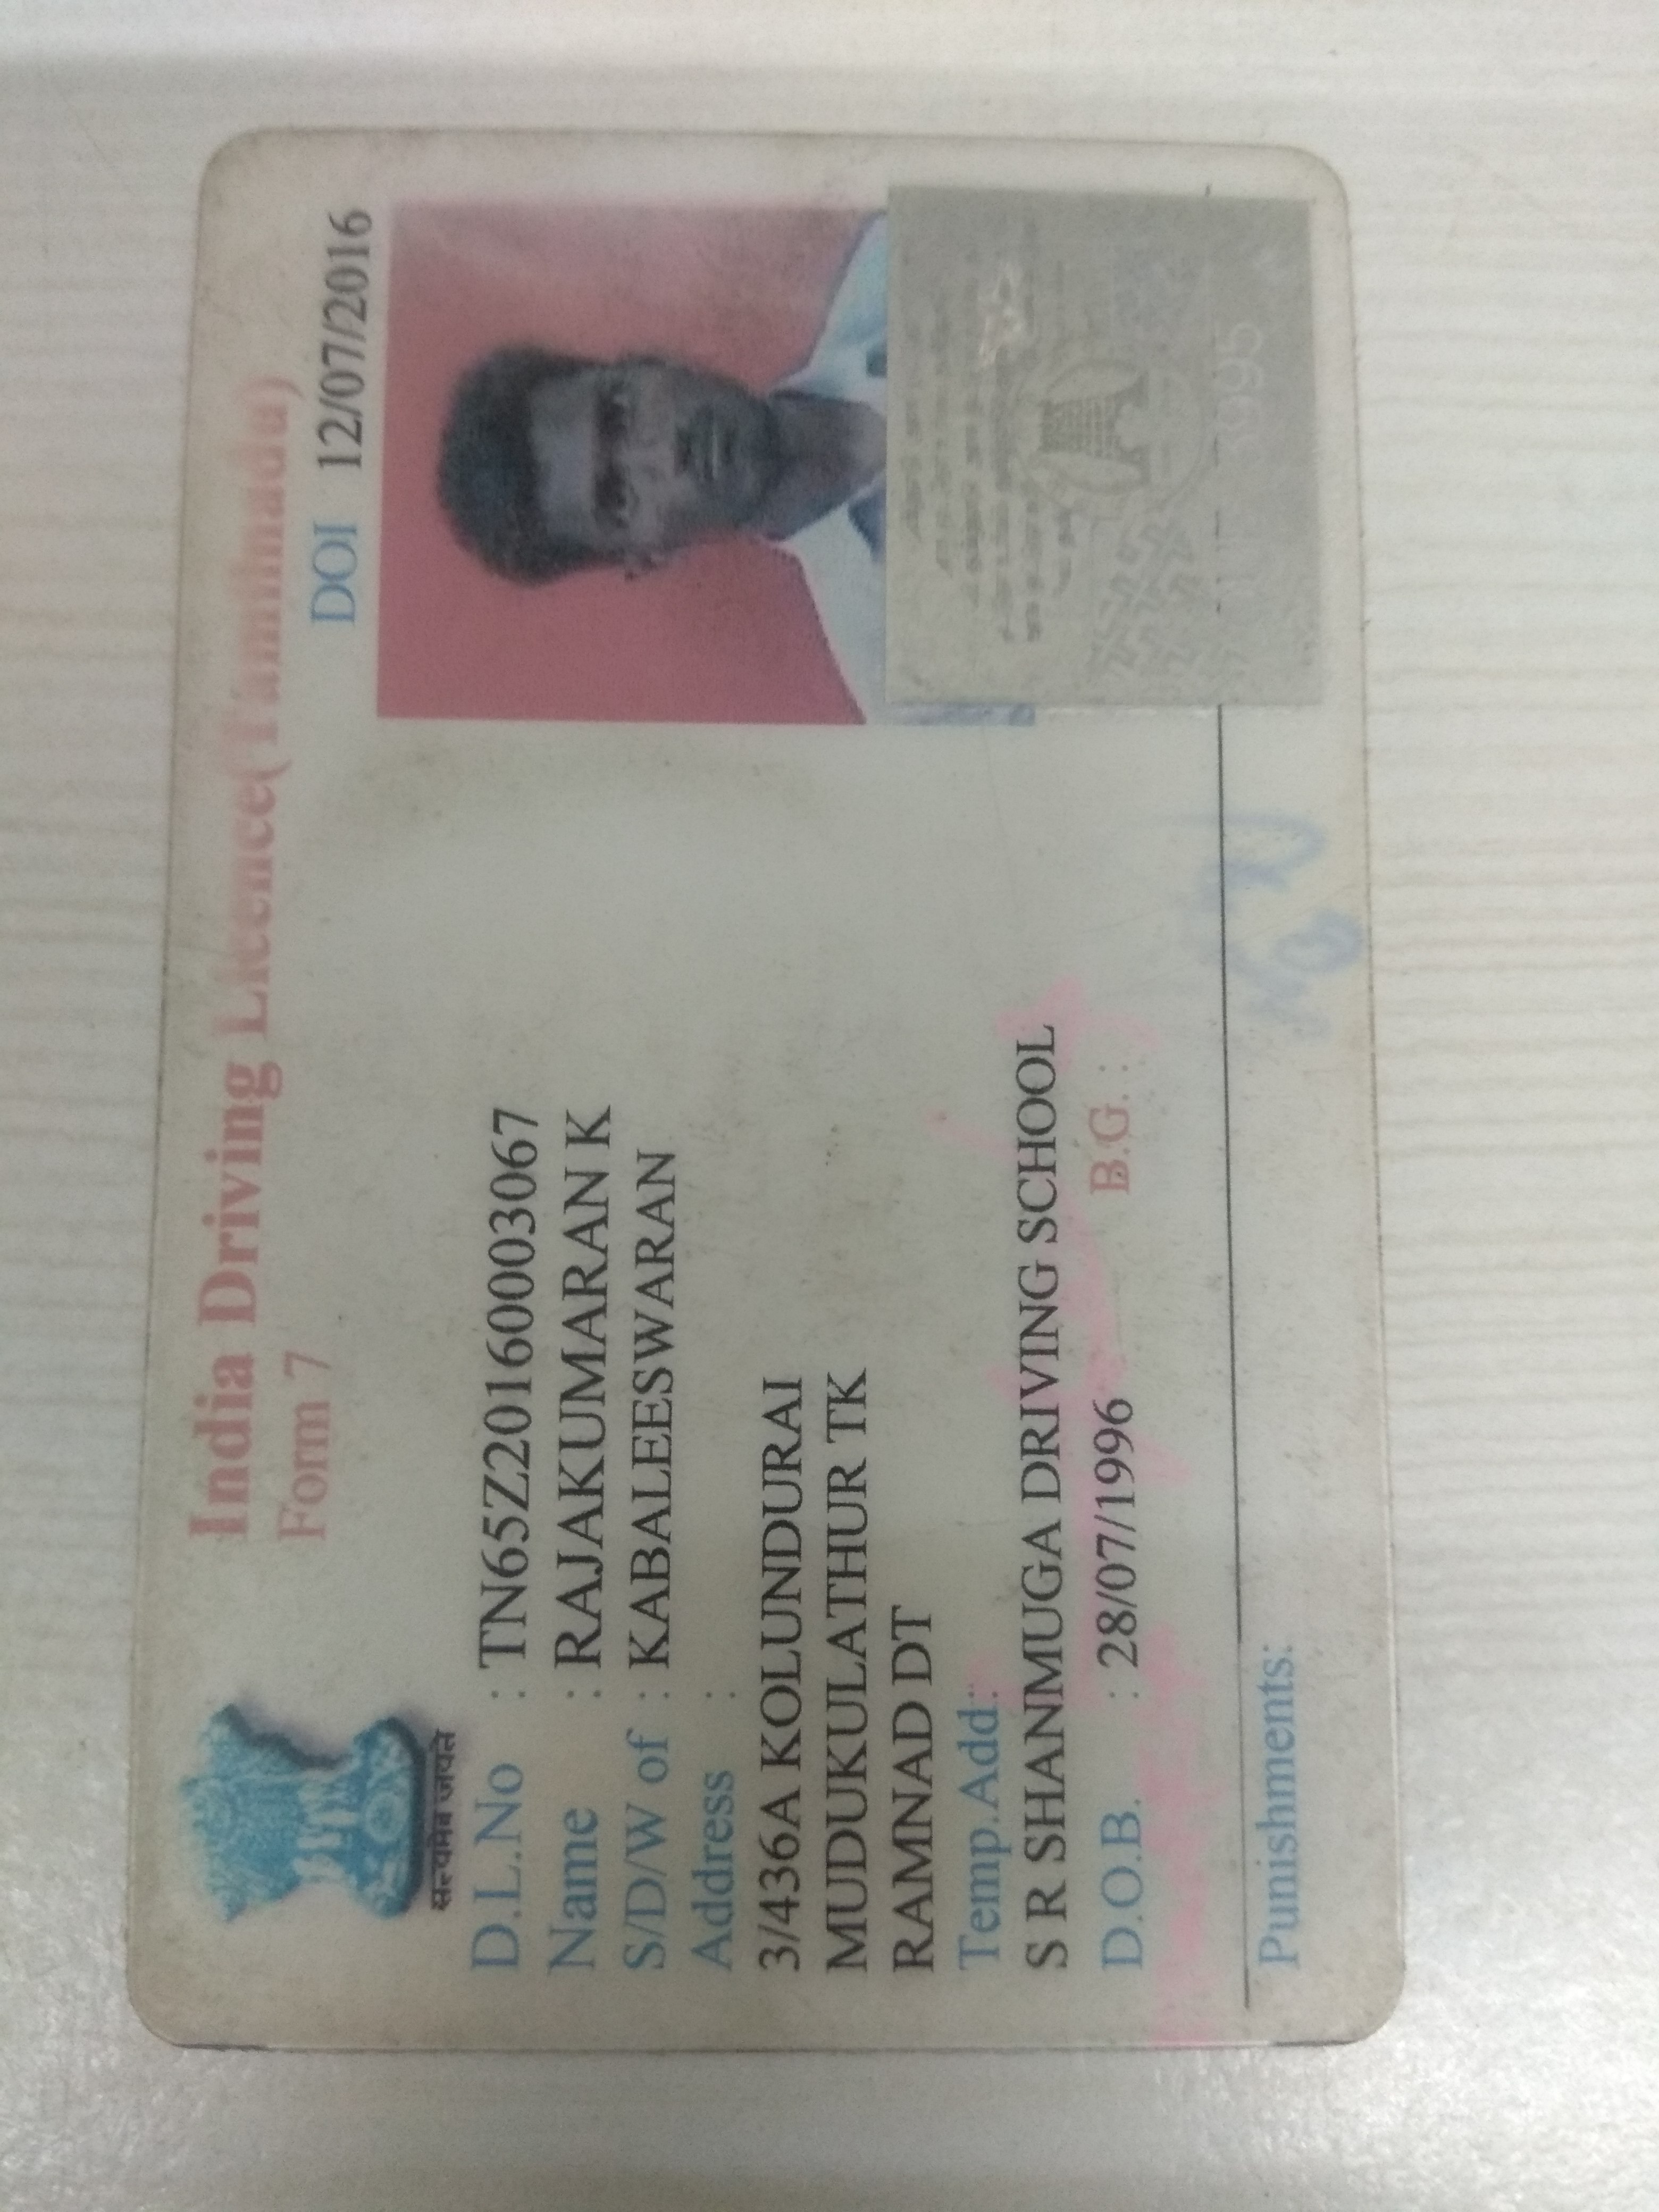 India Driving Licence(Tamilnadu)
Form 7
DOI 12/07/2016
सत्यमेव जयते
D.L.No : TN65Z20160003067
Name : RAJAKUMARAN K
S/D/W of : KABALEESWARAN
Address :
3/436A KOLUNDURAI
MUDUKULATHUR TK
RAMNAD DT
Temp.Add:
S R SHANMUGA DRIVING SCHOOL
D.O.B. : 28/07/1996 B.G. :
Punishments: